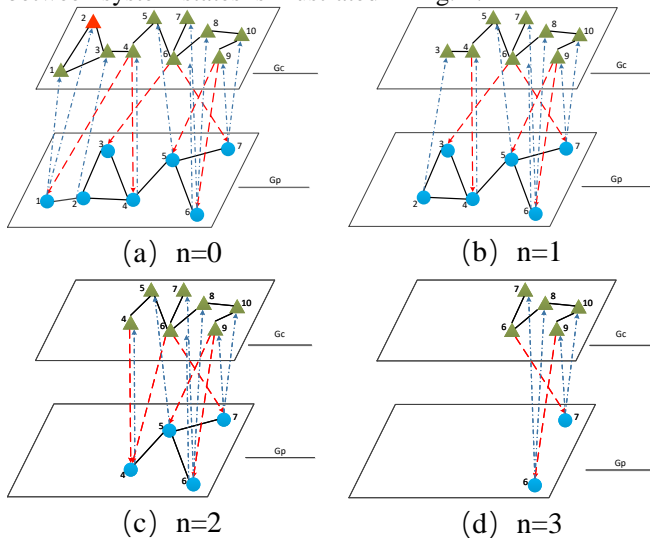 5 7 8 10
2 1 3 4 6 9
Gc
3 5 7
1 2 4 6
Gp
(a) n=0
5 7 8 10
3 4 6 9
Gc
3 5 7
2 4 6
Gp
(b) n=1
5 7 8 10
4 6 9
Gc
5 7
4 6
Gp
(c) n=2
7 8 10
6 9
Gc
7
6
Gp
(d) n=3